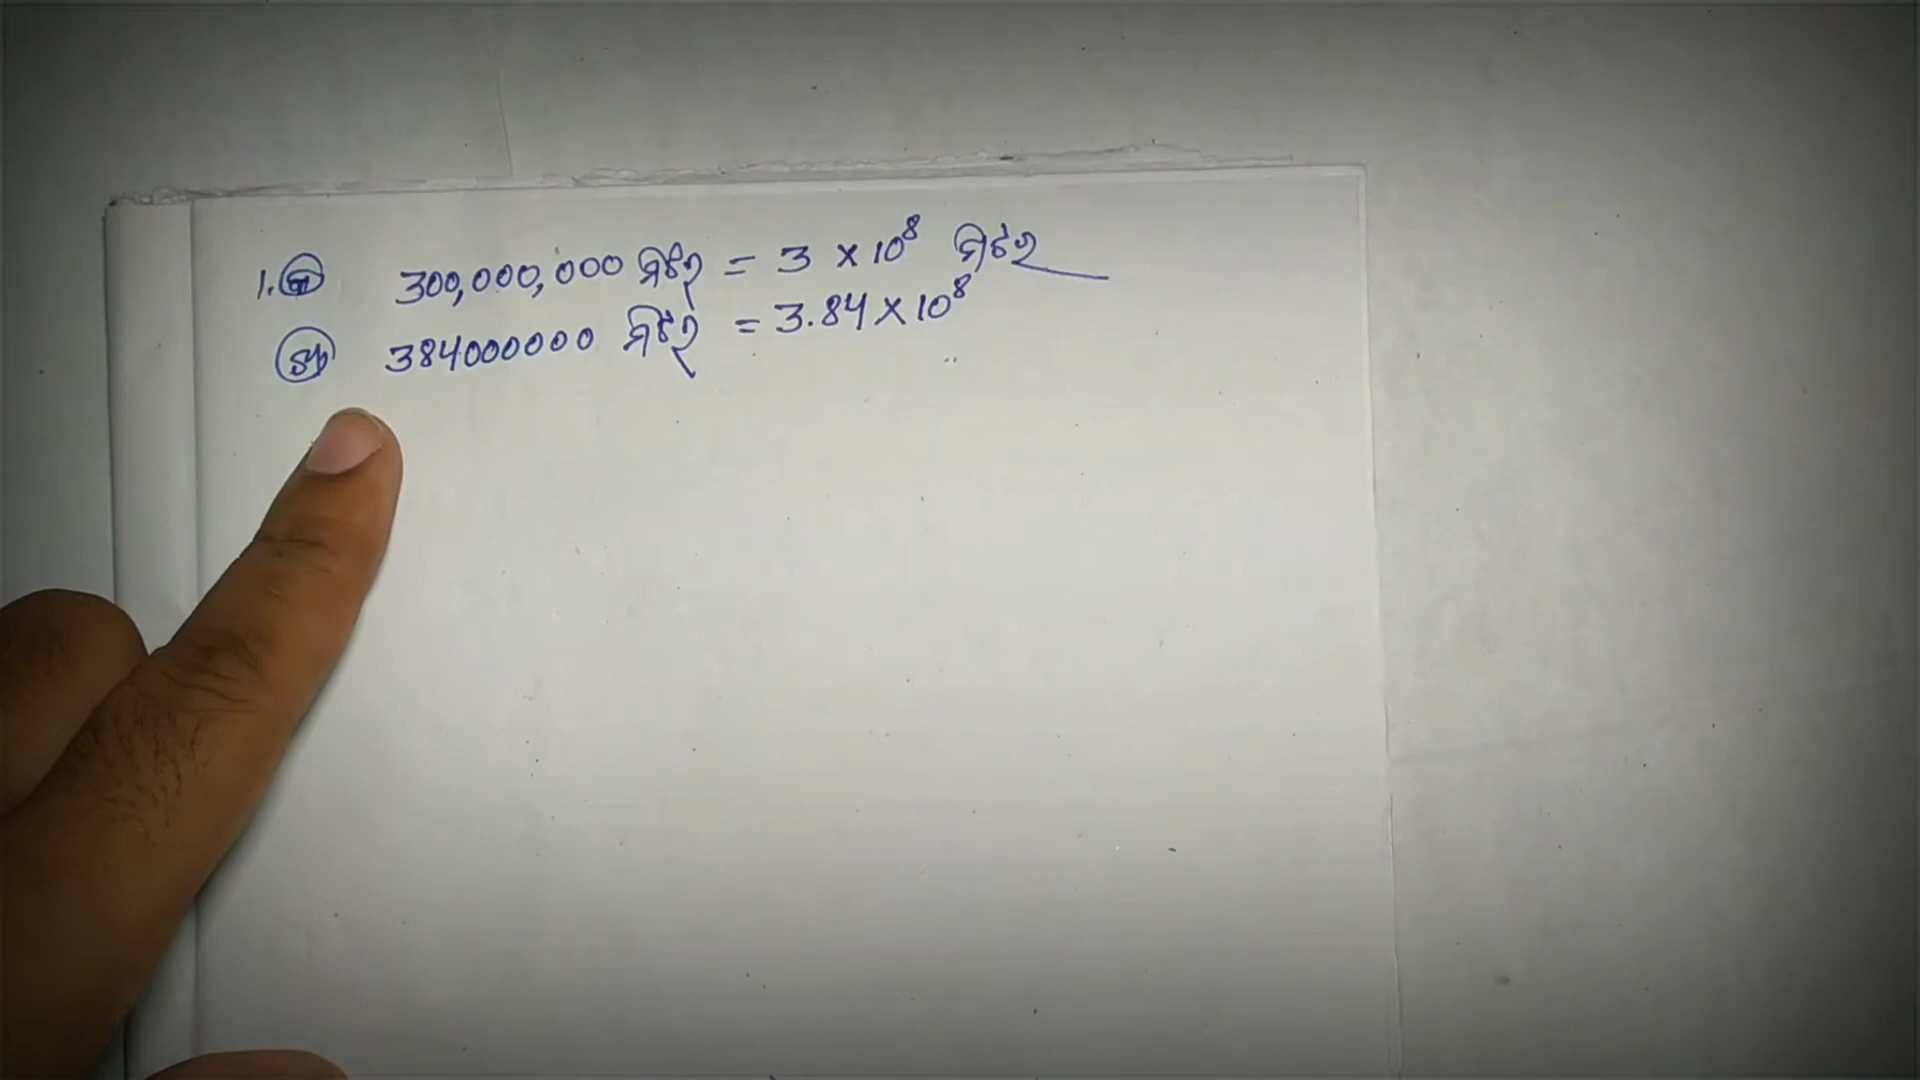 1. କ 300,000,000 ମିଟର = 3 × 10⁸ ମିଟର
ଖ 384000000 ମିଟର = 3.84 × 10⁸